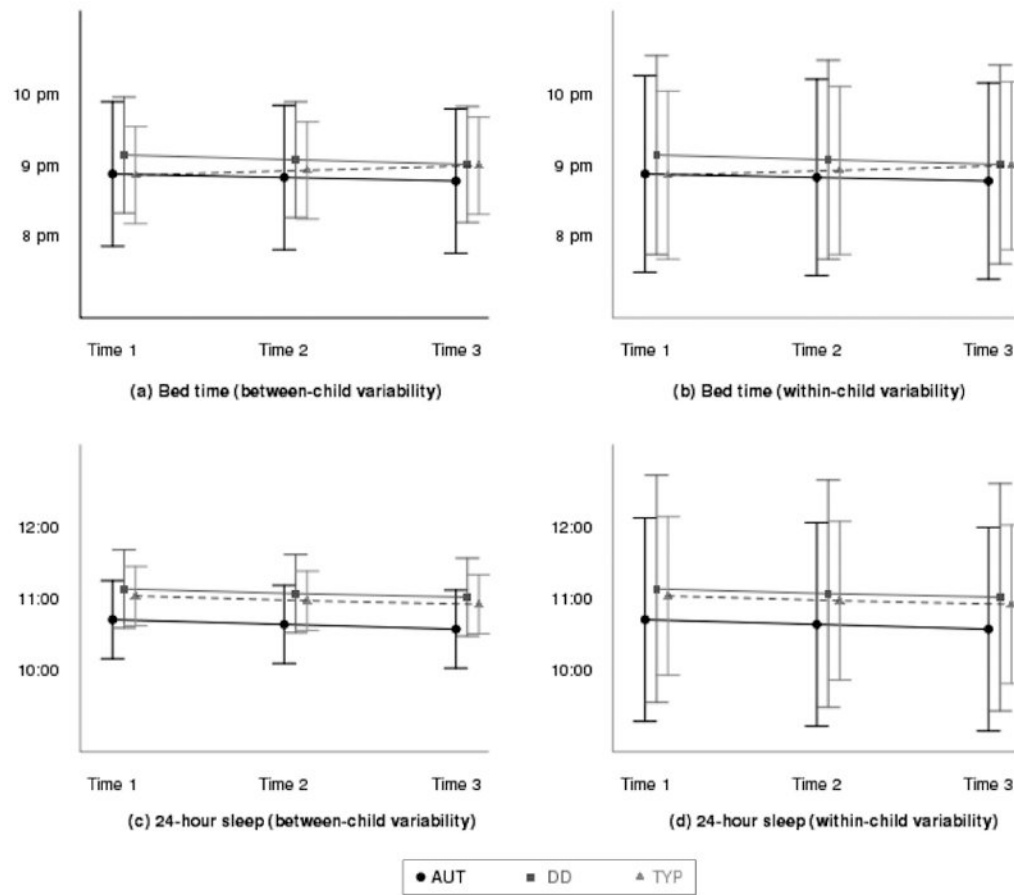 10 pm
9 pm
8 pm
Time 1 Time 2 Time 3
(a) Bed time (between-child variability)
10 pm
9 pm
8 pm
Time 1 Time 2 Time 3
(b) Bed time (within-child variability)
12:00
11:00
10:00
Time 1 Time 2 Time 3
(c) 24-hour sleep (between-child variability)
12:00
11:00
10:00
Time 1 Time 2 Time 3
(d) 24-hour sleep (within-child variability)
AUT DD TYP